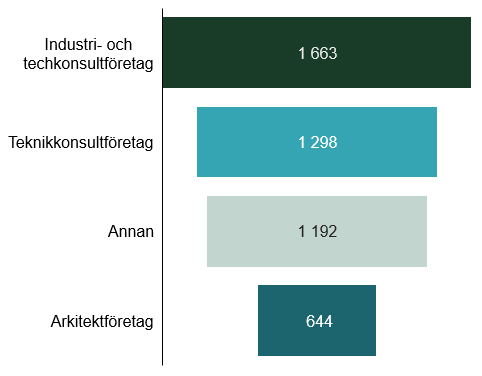 Industri- och
techkonsultföretag
1 663
Teknikkonsultföretag
1 298
Annan
1 192
Arkitektföretag
644